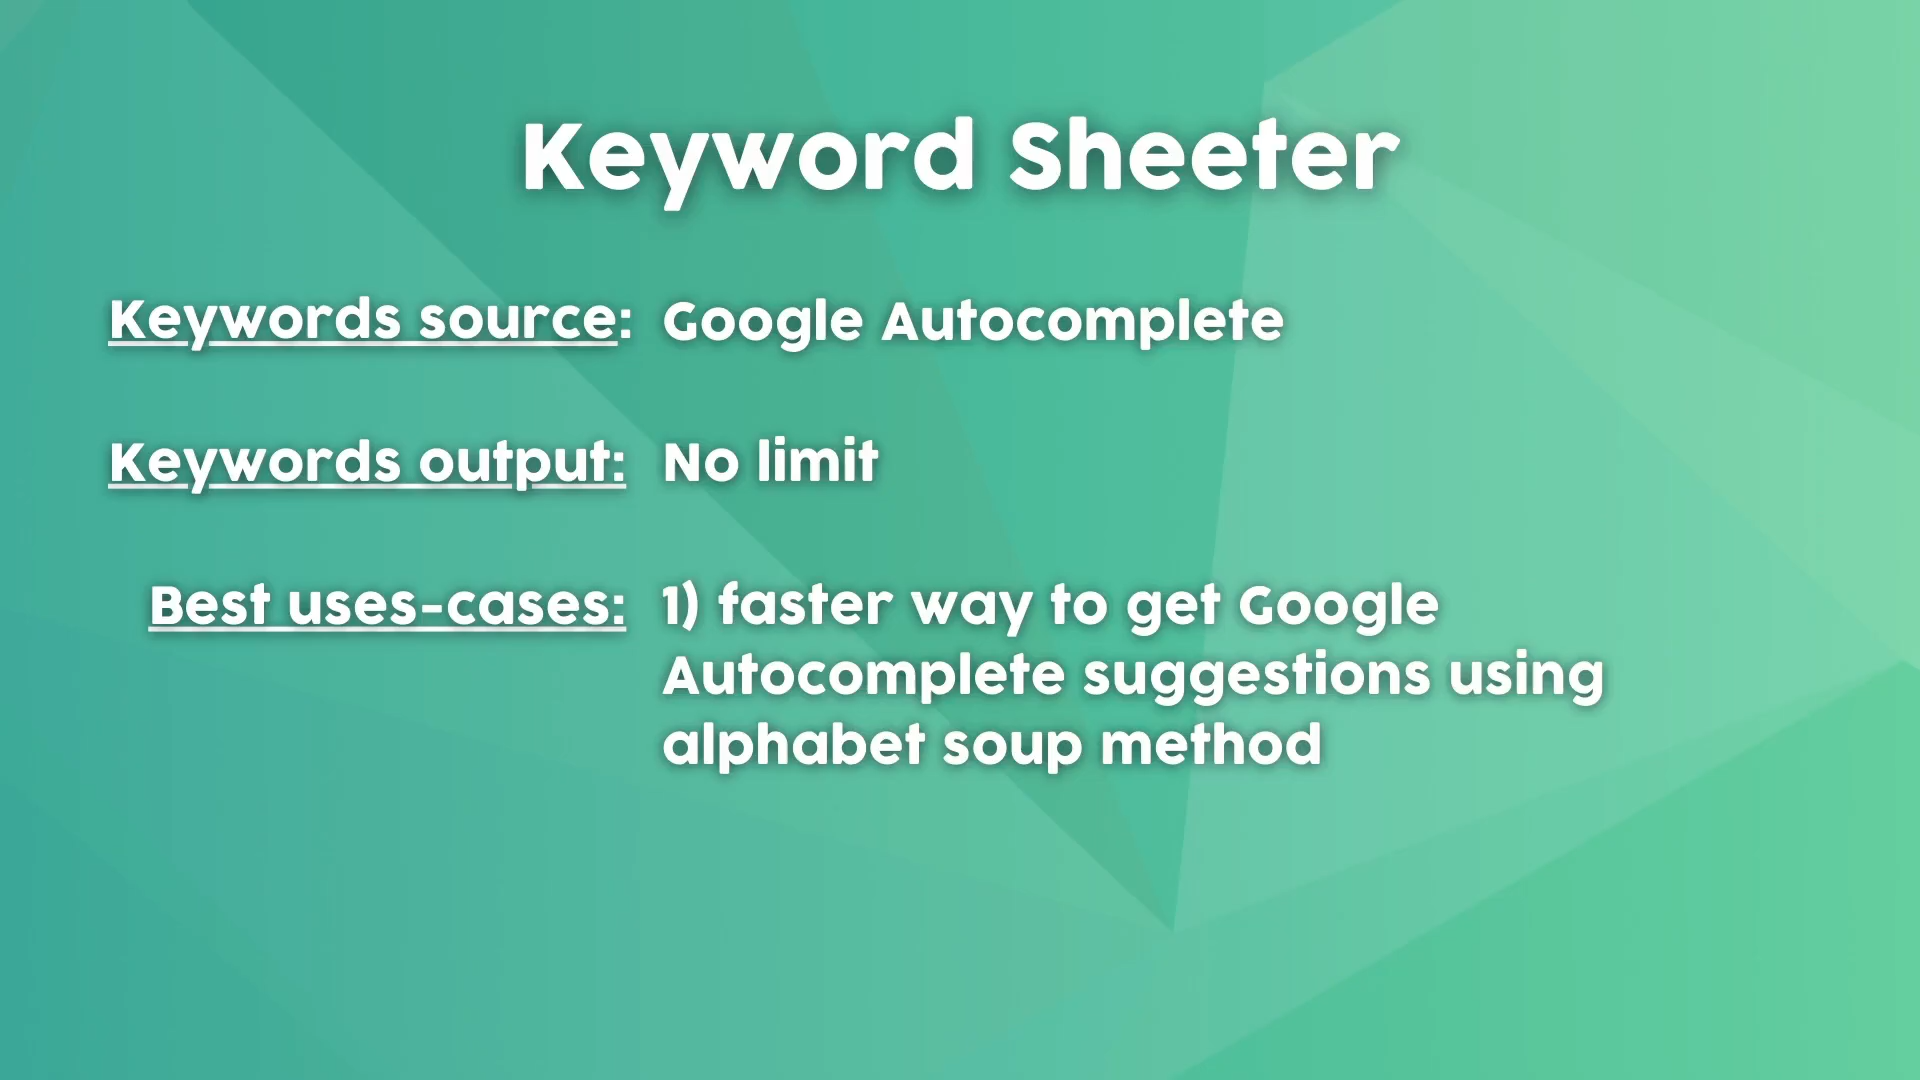 Keyword Sheeter
Keywords source: Google Autocomplete
Keywords output: No limit
Best uses-cases: 1) faster way to get Google
Autocomplete suggestions using
alphabet soup method